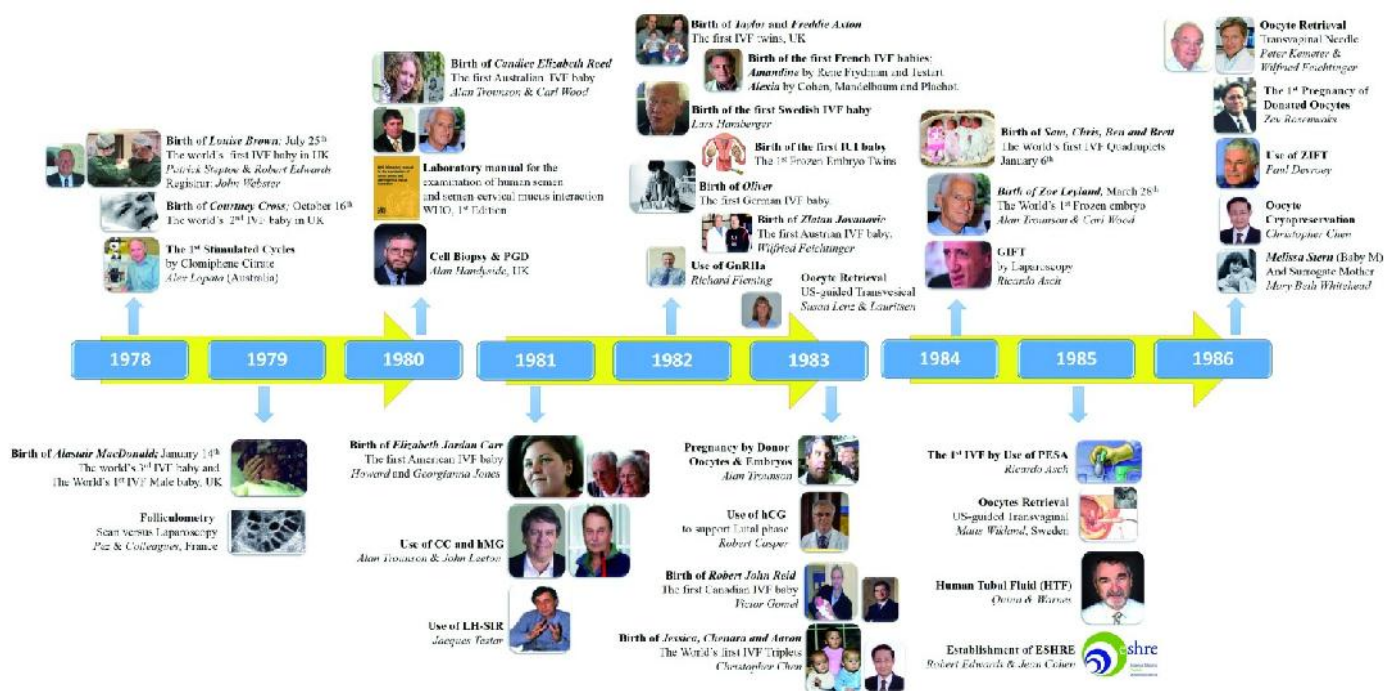 Birth of Louise Brown; July 25th
The world's first IVF baby in UK
Patrick Steptoe & Robert Edwards
Registrar: John Webster
Birth of Courtney Cross; October 16th
The world's 2nd IVF baby in UK
The 1st Stimulated Cycles
by Clomiphene Citrate
Alex Lopata (Australia)
Birth of Candice Elizabeth Reed
The first Australian IVF baby
Alan Trounson & Carl Wood
Laboratory manual for the
examination of human semen
and semen-cervical mucus interaction
WHO, 1st Edition
Cell Biopsy & PGD
Alan Handyside, UK
Birth of Taylor and Freddie Axton
The first IVF twins, UK
Birth of the first French IVF babies:
Amandine by Rene Frydman and Testart
Alexia by Cohen, Mandelbaum and Plachot.
Birth of the first Swedish IVF baby
Lars Hamberger
Birth of the first IUI baby
The 1st Frozen Embryo Twins
Birth of Oliver
The first German IVF baby.
Birth of Zlatan Jovanovic
The first Austrian IVF baby.
Wilfried Feichtinger
Use of GnRHa
Richard Fleming
Oocyte Retrieval
US-guided Transvesical
Susan Lenz & Lauritsen
Birth of Sam, Chris, Ben and Brett
The World's first IVF Quadruplets
January 6th
Birth of Zoe Leyland, March 28th
The World's 1st Frozen embryo
Alan Trounson & Carl Wood
GIFT
by Laparoscopy
Ricardo Asch
Oocyte Retrieval
Transvaginal Needle
Peter Kemeter &
Wilfried Feichtinger
The 1st Pregnancy of
Donated Oocytes
Zev Rosenwaks
Use of ZIFT
Paul Devroey
Oocyte
Cryopreservation
Christopher Chen
Melissa Stern (Baby M)
And Surrogate Mother
Mary Beth Whitehead
1978 1979 1980 1981 1982 1983 1984 1985 1986
Birth of Alastair MacDonald; January 14th
The world's 3rd IVF baby and
The World's 1st IVF Male baby, UK
Folliculometry
Scan versus Laparoscopy
Pez & Colleagues, France
Birth of Elizabeth Jordan Carr
The first American IVF baby
Howard and Georgianna Jones
Use of CC and hMG
Alan Trounson & John Leeton
Use of LH-SIR
Jacques Testar
Pregnancy by Donor
Oocytes & Embryos
Alan Trounson
Use of hCG
to support Lutal phase
Robert Casper
Birth of Robert John Reid
The first Canadian IVF baby
Victor Gomel
Birth of Jessica, Chenara and Aaron
The World's first IVF Triplets
Christopher Chen
The 1st IVF by Use of PESA
Ricardo Asch
Oocytes Retrieval
US-guided Transvaginal
Wikland, Sweden
Human Tubal Fluid (HTF)
Quinn & Warnes
Establishment of ESHRE
Robert Edwards & Jean Cohen
eshre